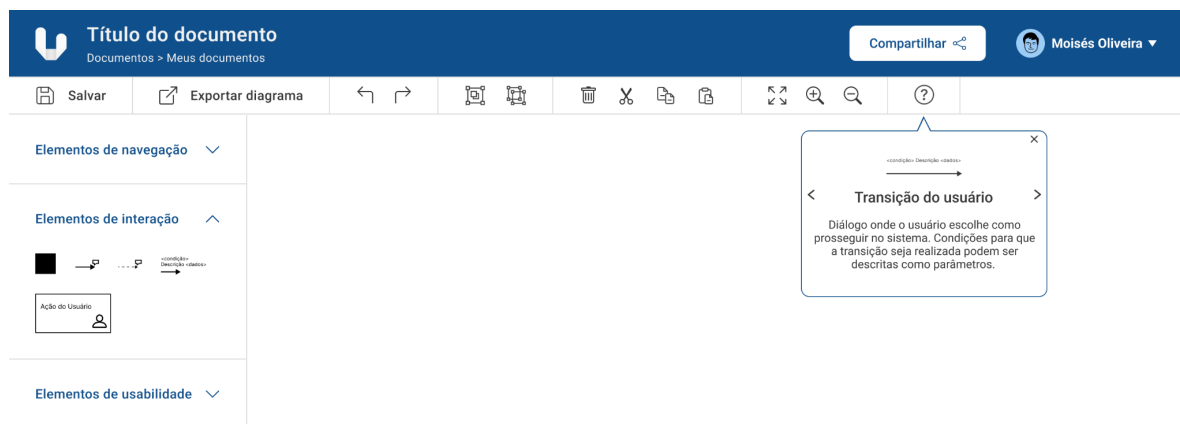 Título do documento
Documentos > Meus documentos
Compartilhar
Moisés Oliveira
Salvar
Exportar diagrama
Elementos de navegação
Elementos de interação
<condição>
Descrição <dados>
Ação do Usuário
Elementos de usabilidade
<condição> Descrição <dados>
Transição do usuário
Diálogo onde o usuário escolhe como
prosseguir no sistema. Condições para que
a transição seja realizada podem ser
descritas como parâmetros.